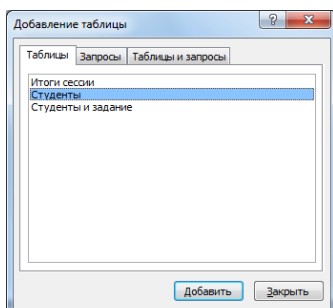 Добавление таблицы
Таблицы Запросы Таблицы и запросы
Итоги сессии
Студенты
Студенты и задание
Добавить Закрыть